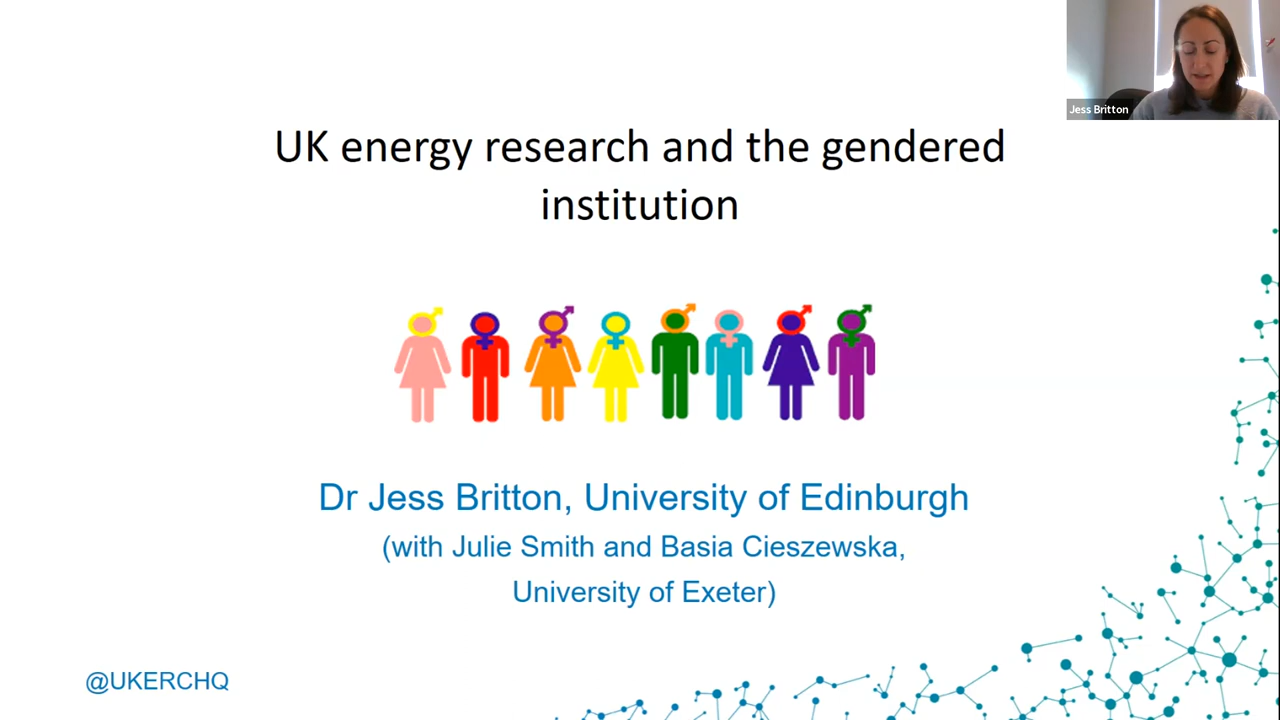 Jess Britton
UK energy research and the gendered
institution
Dr Jess Britton, University of Edinburgh
(with Julie Smith and Basia Cieszewska,
University of Exeter)
@UKERCHQ